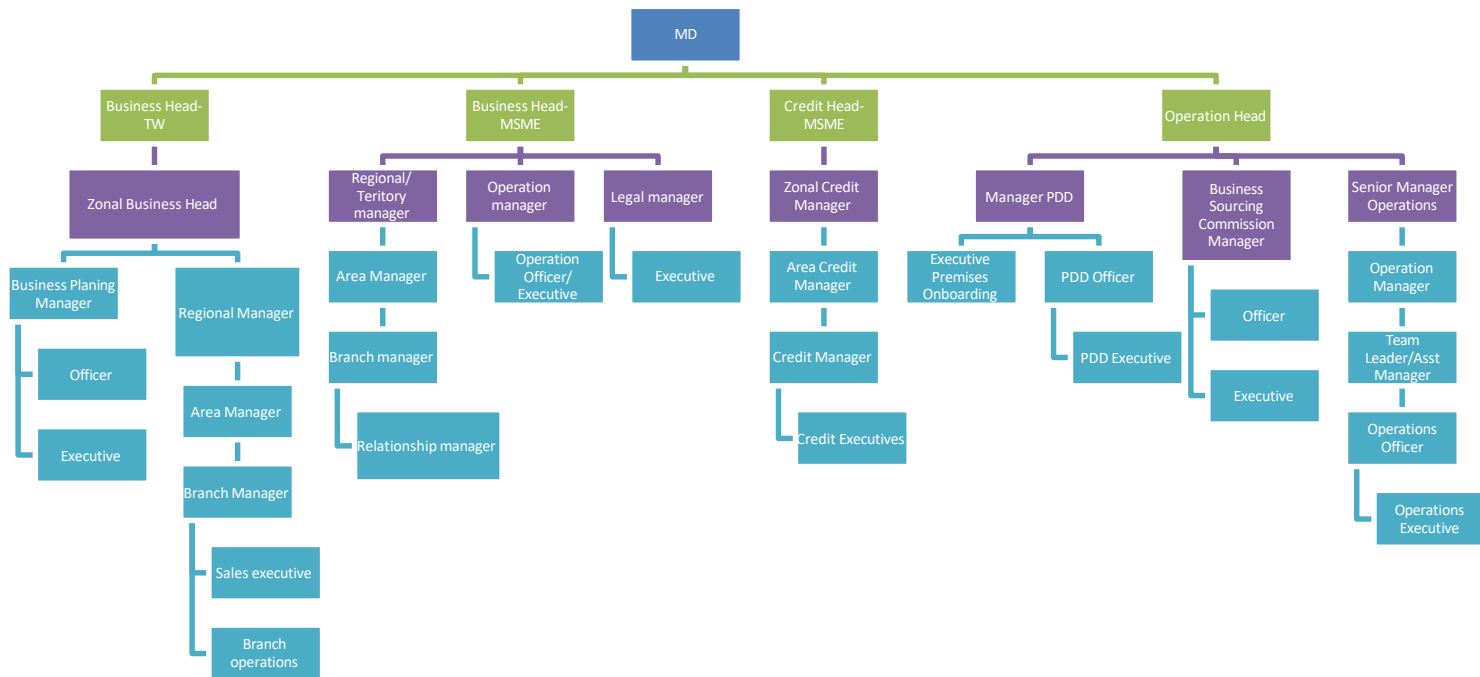 MD
Business Head-
TW
Business Head-
MSME
Credit Head-
MSME
Operation Head
Zonal Business Head
Regional/
Teritory
manager
Operation
manager
Legal manager
Zonal Credit
Manager
Manager PDD
Business
Sourcing
Commission
Manager
Senior Manager
Operations
Business Planing
Manager
Regional Manager
Area Manager
Operation
Officer/
Executive
Executive
Area Credit
Manager
Executive
Premises
Onboarding
PDD Officer
Officer
Operation
Manager
Officer
Branch manager
Credit Manager
PDD Executive
Team
Leader/Asst
Manager
Executive
Area Manager
Executive
Relationship manager
Credit Executives
Operations
Officer
Branch Manager
Operations
Executive
Sales executive
Branch
operations